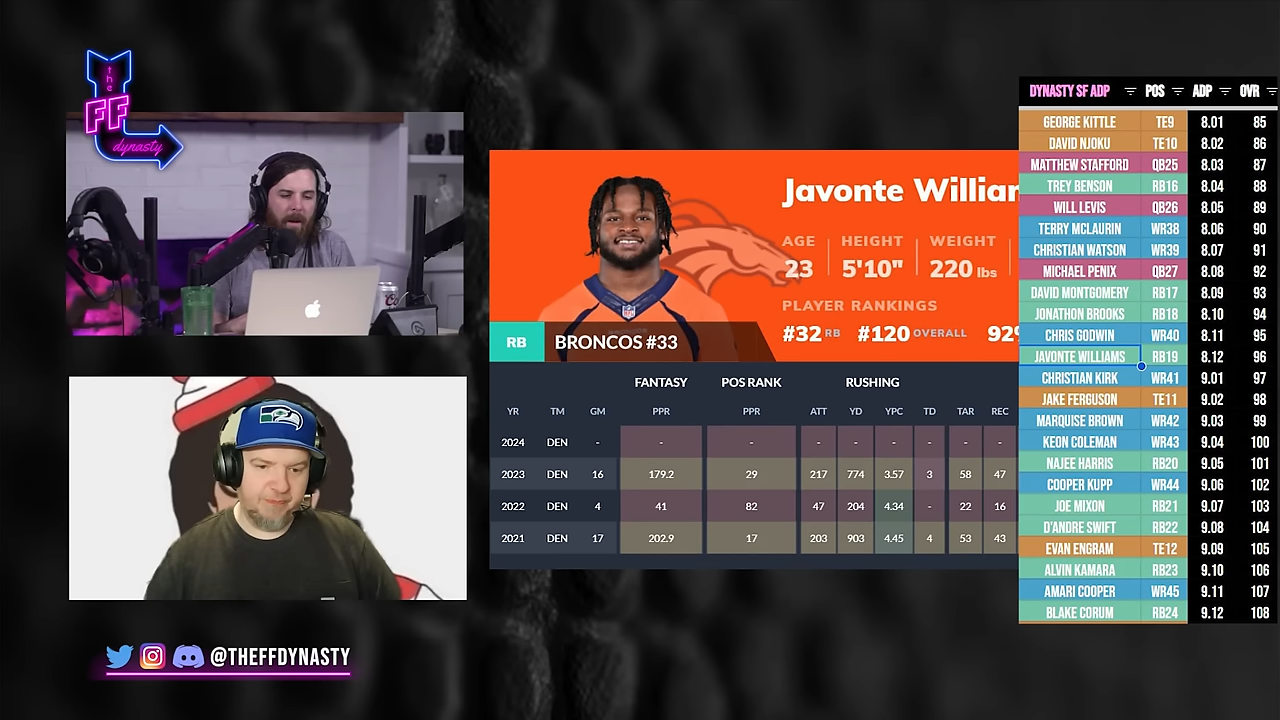 the
FF
dynasty
Javonte William
AGE
HEIGHT
WEIGHT
23
5'10"
220 lbs
PLAYER RANKINGS
#32 RB #120 OVERALL 92%
RB BRONCOS #33
FANTASY POS RANK RUSHING
YR TM GM PPR PPR ATT YD YPC TD TAR REC
2024 DEN - - - - - - - - -
2023 DEN 16 179.2 29 217 774 3.57 3 58 47
2022 DEN 4 41 82 47 204 4.34 - 22 16
2021 DEN 17 202.9 17 203 903 4.45 4 53 43
DYNASTY SF ADP POS ADP OVR
GEORGE KITTLE TE9 8.01 85
DAVID NJOKU TE10 8.02 86
MATTHEW STAFFORD QB25 8.03 87
TREY BENSON RB16 8.04 88
WILL LEVIS QB26 8.05 89
TERRY MCLAURIN WR38 8.06 90
CHRISTIAN WATSON WR39 8.07 91
MICHAEL PENIX QB27 8.08 92
DAVID MONTGOMERY RB17 8.09 93
JONATHON BROOKS RB18 8.10 94
CHRIS GODWIN WR40 8.11 95
JAVONTE WILLIAMS RB19 8.12 96
CHRISTIAN KIRK WR41 9.01 97
JAKE FERGUSON TE11 9.02 98
MARQUISE BROWN WR42 9.03 99
KEON COLEMAN WR43 9.04 100
NAJEE HARRIS RB20 9.05 101
COOPER KUPP WR44 9.06 102
JOE MIXON RB21 9.07 103
D'ANDRE SWIFT RB22 9.08 104
EVAN ENGRAM TE12 9.09 105
ALVIN KAMARA RB23 9.10 106
AMARI COOPER WR45 9.11 107
BLAKE CORUM RB24 9.12 108
@THEFFDYNASTY